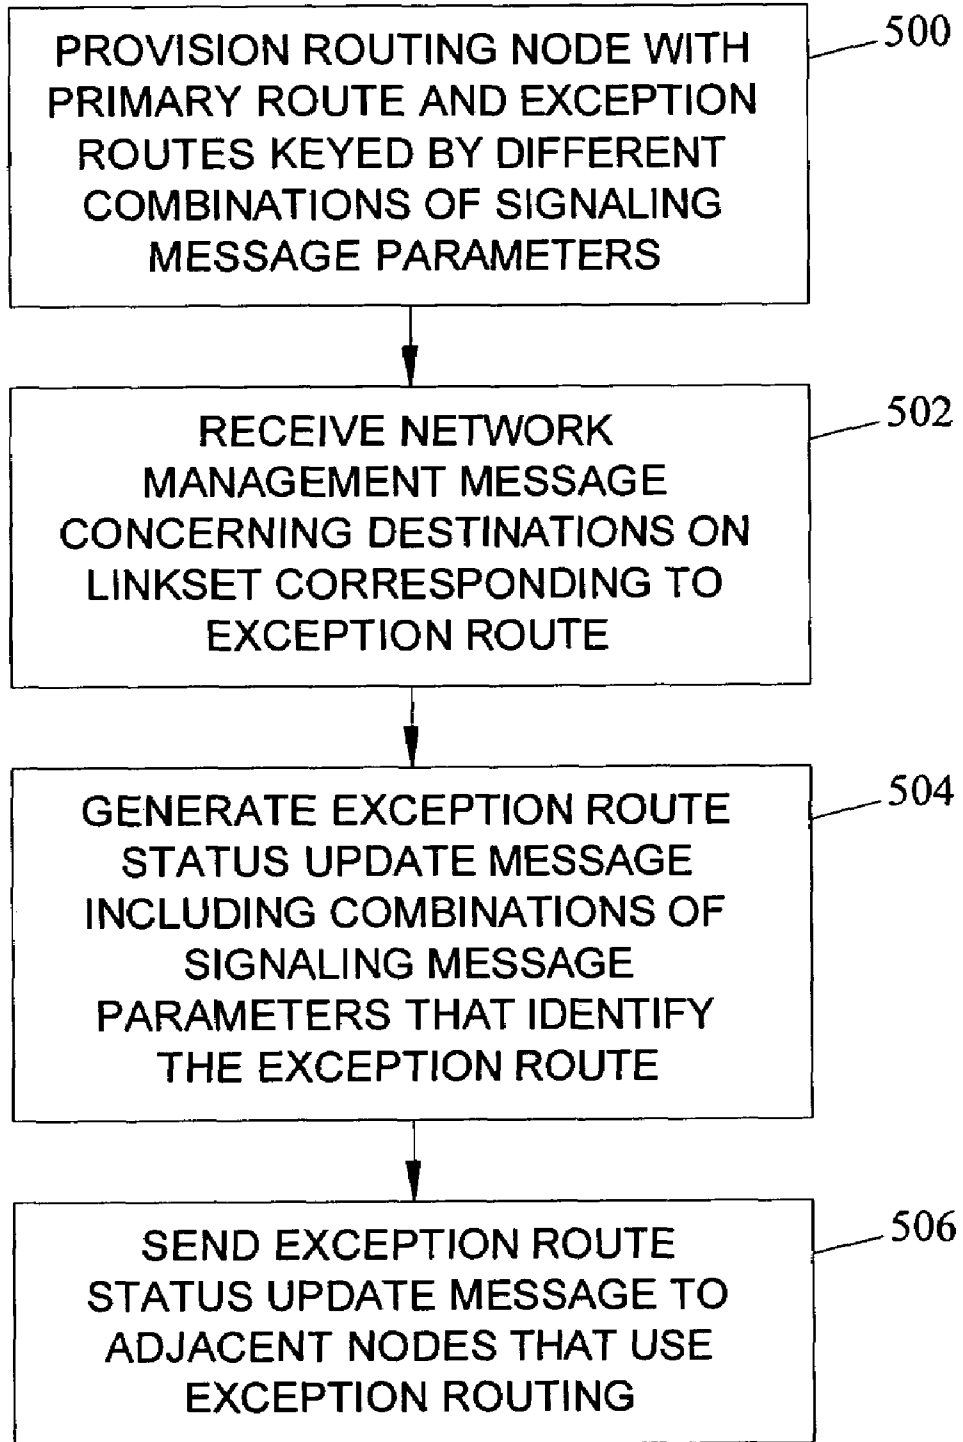 PROVISION ROUTING NODE WITH
PRIMARY ROUTE AND EXCEPTION
ROUTES KEYED BY DIFFERENT
COMBINATIONS OF SIGNALING
MESSAGE PARAMETERS
500
RECEIVE NETWORK
MANAGEMENT MESSAGE
CONCERNING DESTINATIONS ON
LINKSET CORRESPONDING TO
EXCEPTION ROUTE
502
GENERATE EXCEPTION ROUTE
STATUS UPDATE MESSAGE
INCLUDING COMBINATIONS OF
SIGNALING MESSAGE
PARAMETERS THAT IDENTIFY
THE EXCEPTION ROUTE
504
SEND EXCEPTION ROUTE
STATUS UPDATE MESSAGE TO
ADJACENT NODES THAT USE
EXCEPTION ROUTING
506